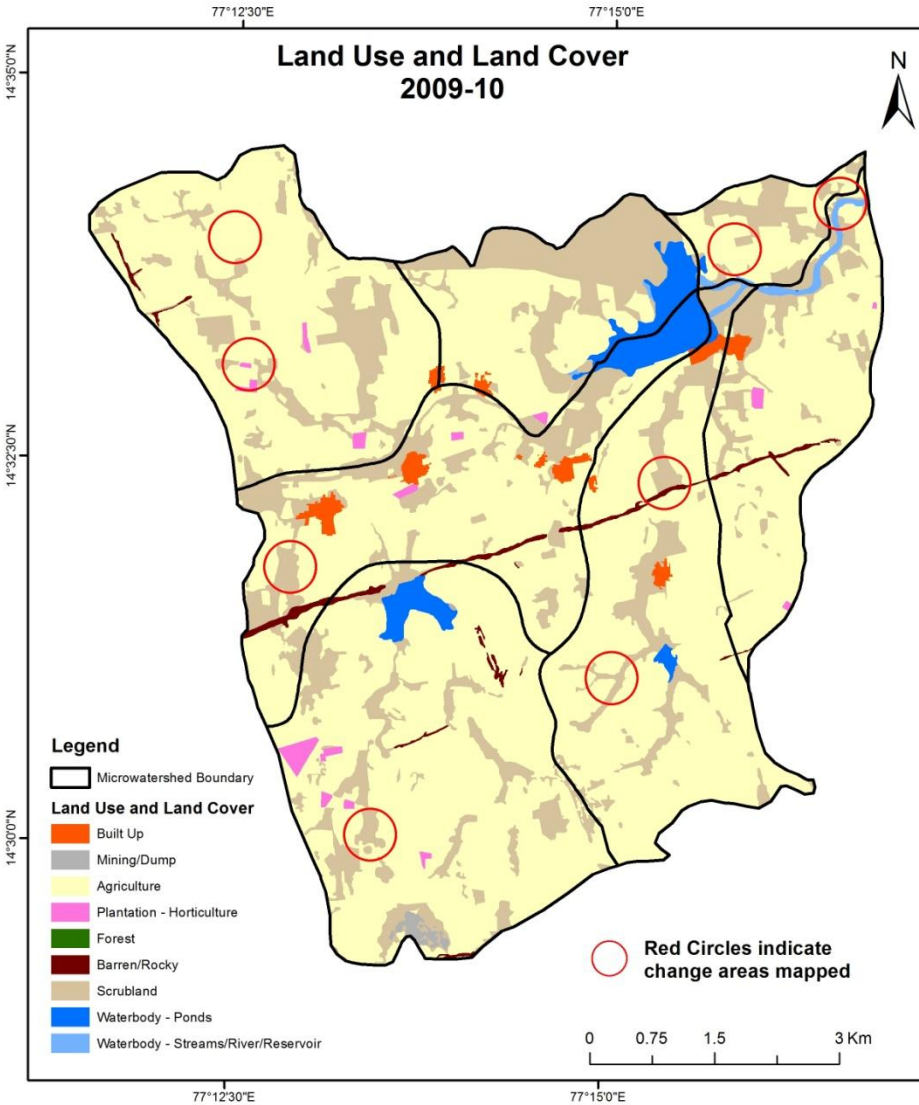 77°12'30"E 77°15'0"E
Land Use and Land Cover
2009-10
N
14°35'0"N
14°32'30"N
14°30'0"N
Legend
Microwatershed Boundary
Land Use and Land Cover
Built Up
Mining/Dump
Agriculture
Plantation - Horticulture
Forest
Barren/Rocky
Scrubland
Waterbody - Ponds
Waterbody - Streams/River/Reservoir
Red Circles indicate
change areas mapped
0 0.75 1.5 3 Km
77°12'30"E 77°15'0"E